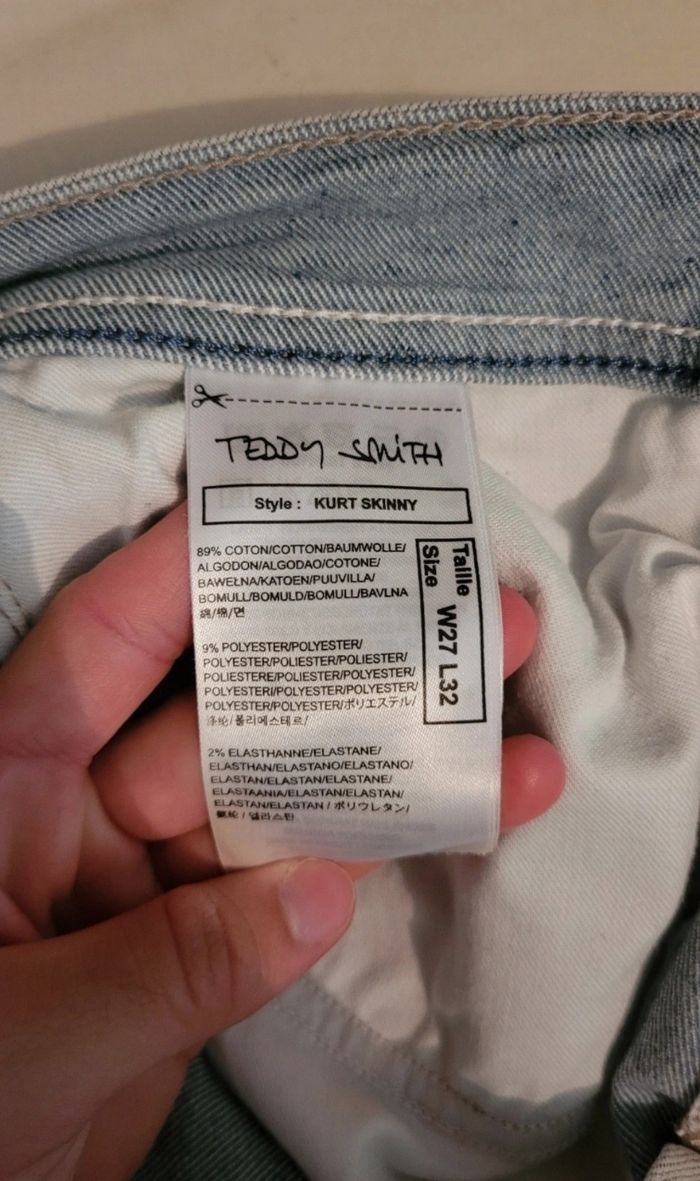 TEDDY SMITH
Style : KURT SKINNY
89% COTON/COTTON/BAUMWOLLE/
ALGODON/ALGODAO/COTONE/
BAWEŁNA/KATOEN/PUUVILLA/
BOMULL/BOMULD/BOMULL/BAVLNA
綿/棉/면
9% POLYESTER/POLYESTER/
POLYESTER/POLIESTER/POLIESTER/
POLIESTERE/POLIESTER/POLYESTER/
POLYESTERI/POLYESTER/POLYESTER/
POLYESTER/POLYESTER/ポリエステル/
涤纶/폴리에스테르/
2% ELASTHANNE/ELASTANE/
ELASTHAN/ELASTANO/ELASTANO/
ELASTAN/ELASTAN/ELASTANE/
ELASTAANIA/ELASTAN/ELASTAN/
ELASTAN/ELASTAN / ポリウレタン/
氨纶 / 엘라스탄
Taille
Size W27 L32